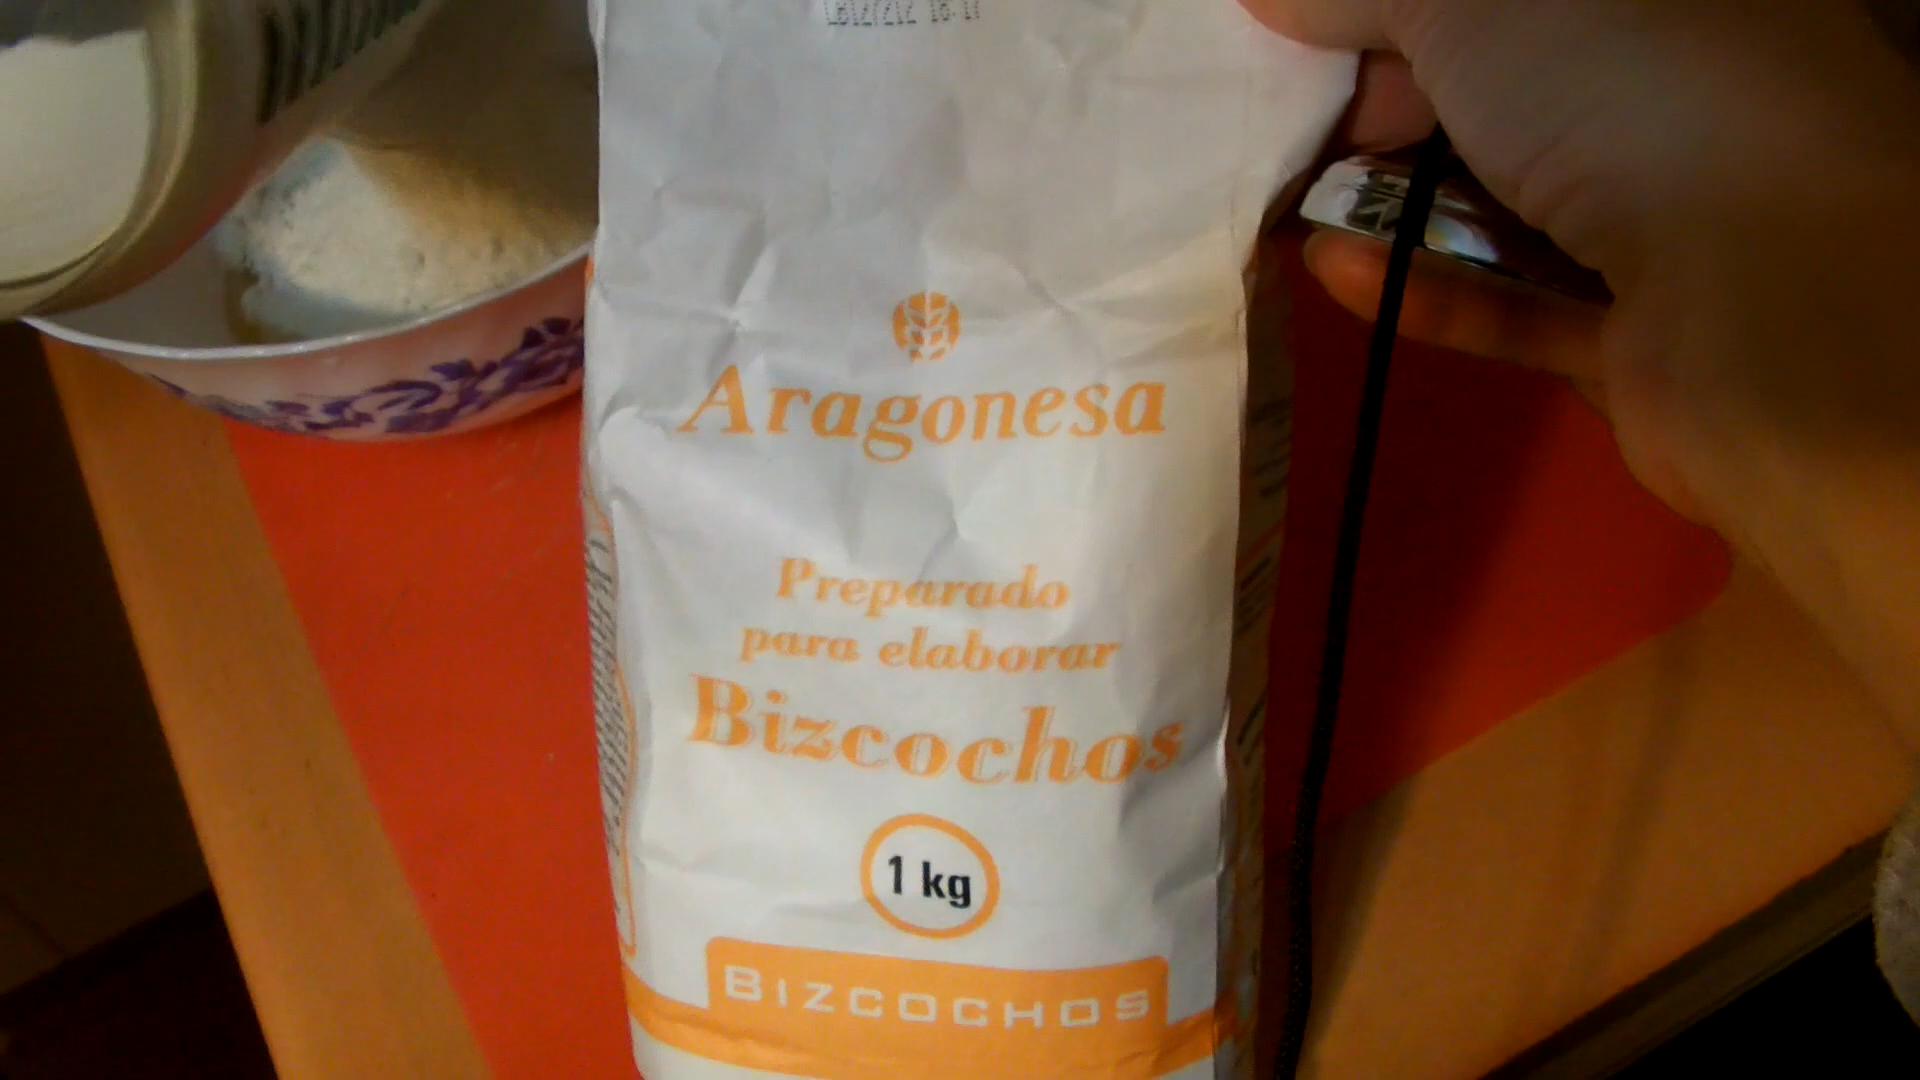 Aragonesa
Preparado
para elaborar
Bizcochos
1 kg
BIZCOCHOS